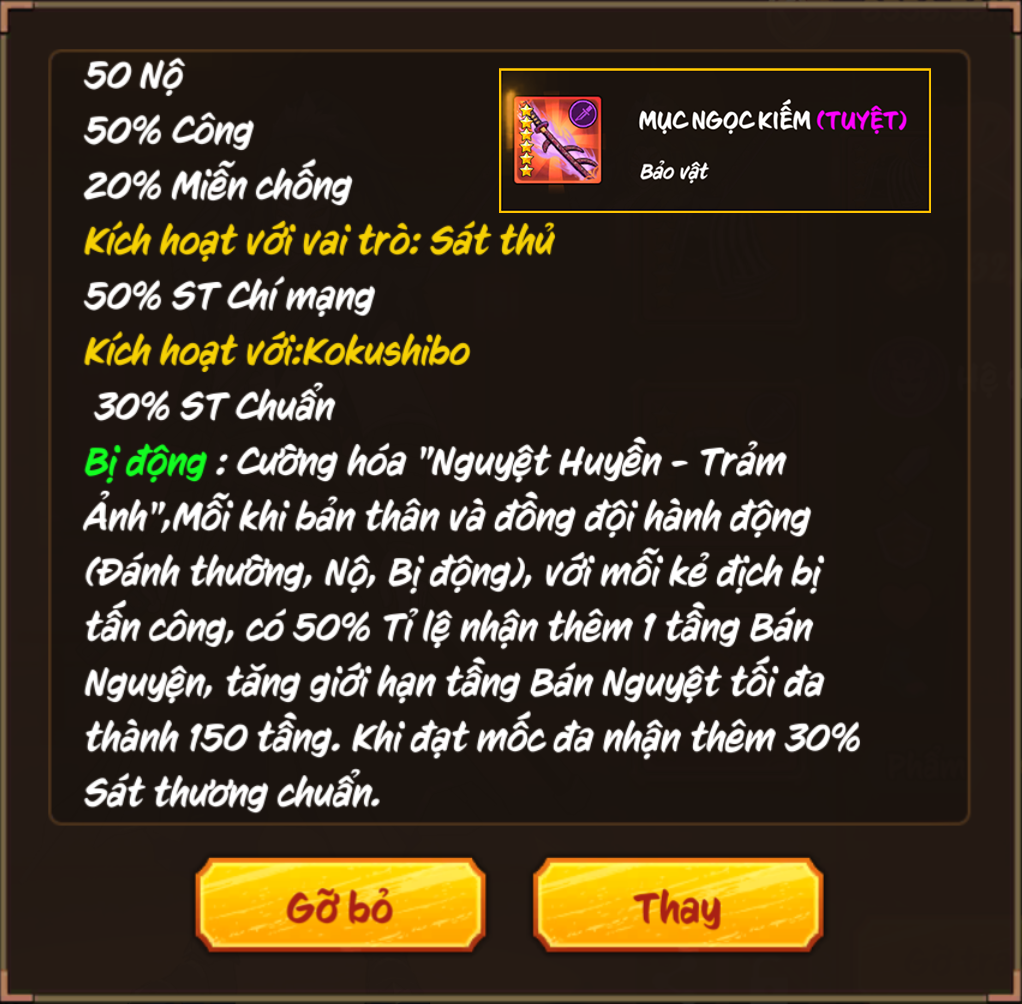 50 Nộ
MỤC NGỌC KIẾM (TUYỆT)
50% Công
Bảo vật
20% Miễn chống
Kích hoạt với vai trò: Sát thủ
50% ST Chí mạng
Kích hoạt với:Kokushibo
30% ST Chuẩn
Bị động : Cường hóa "Nguyệt Huyền - Trảm
Ảnh",Mỗi khi bản thân và đồng đội hành động
(Đánh thường, Nộ, Bị động), với mỗi kẻ địch bị
tấn công, có 50% Tỉ lệ nhận thêm 1 tầng Bán
Nguyện, tăng giới hạn tầng Bán Nguyệt tối đa
thành 150 tầng. Khi đạt mốc đa nhận thêm 30%
Sát thương chuẩn.
Gỡ bỏ
Thay